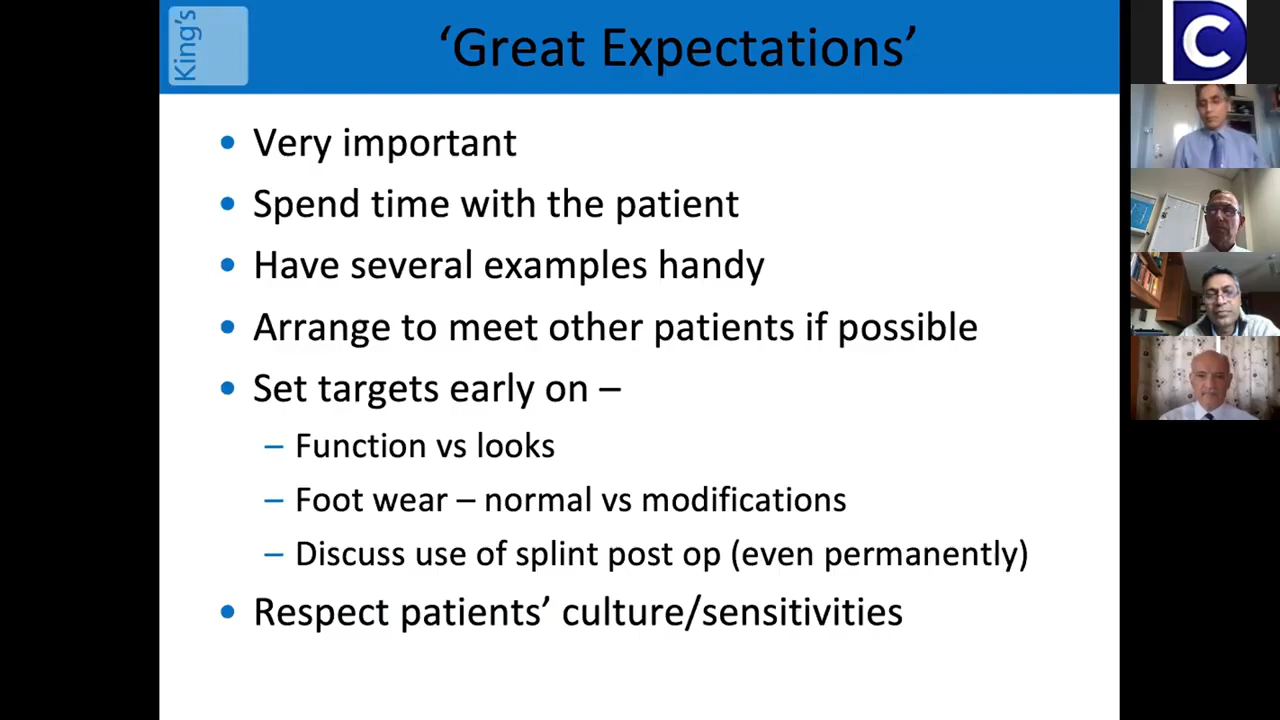 King's
‘Great Expectations’
• Very important
• Spend time with the patient
• Have several examples handy
• Arrange to meet other patients if possible
• Set targets early on –
– Function vs looks
– Foot wear – normal vs modifications
– Discuss use of splint post op (even permanently)
• Respect patients’ culture/sensitivities
C